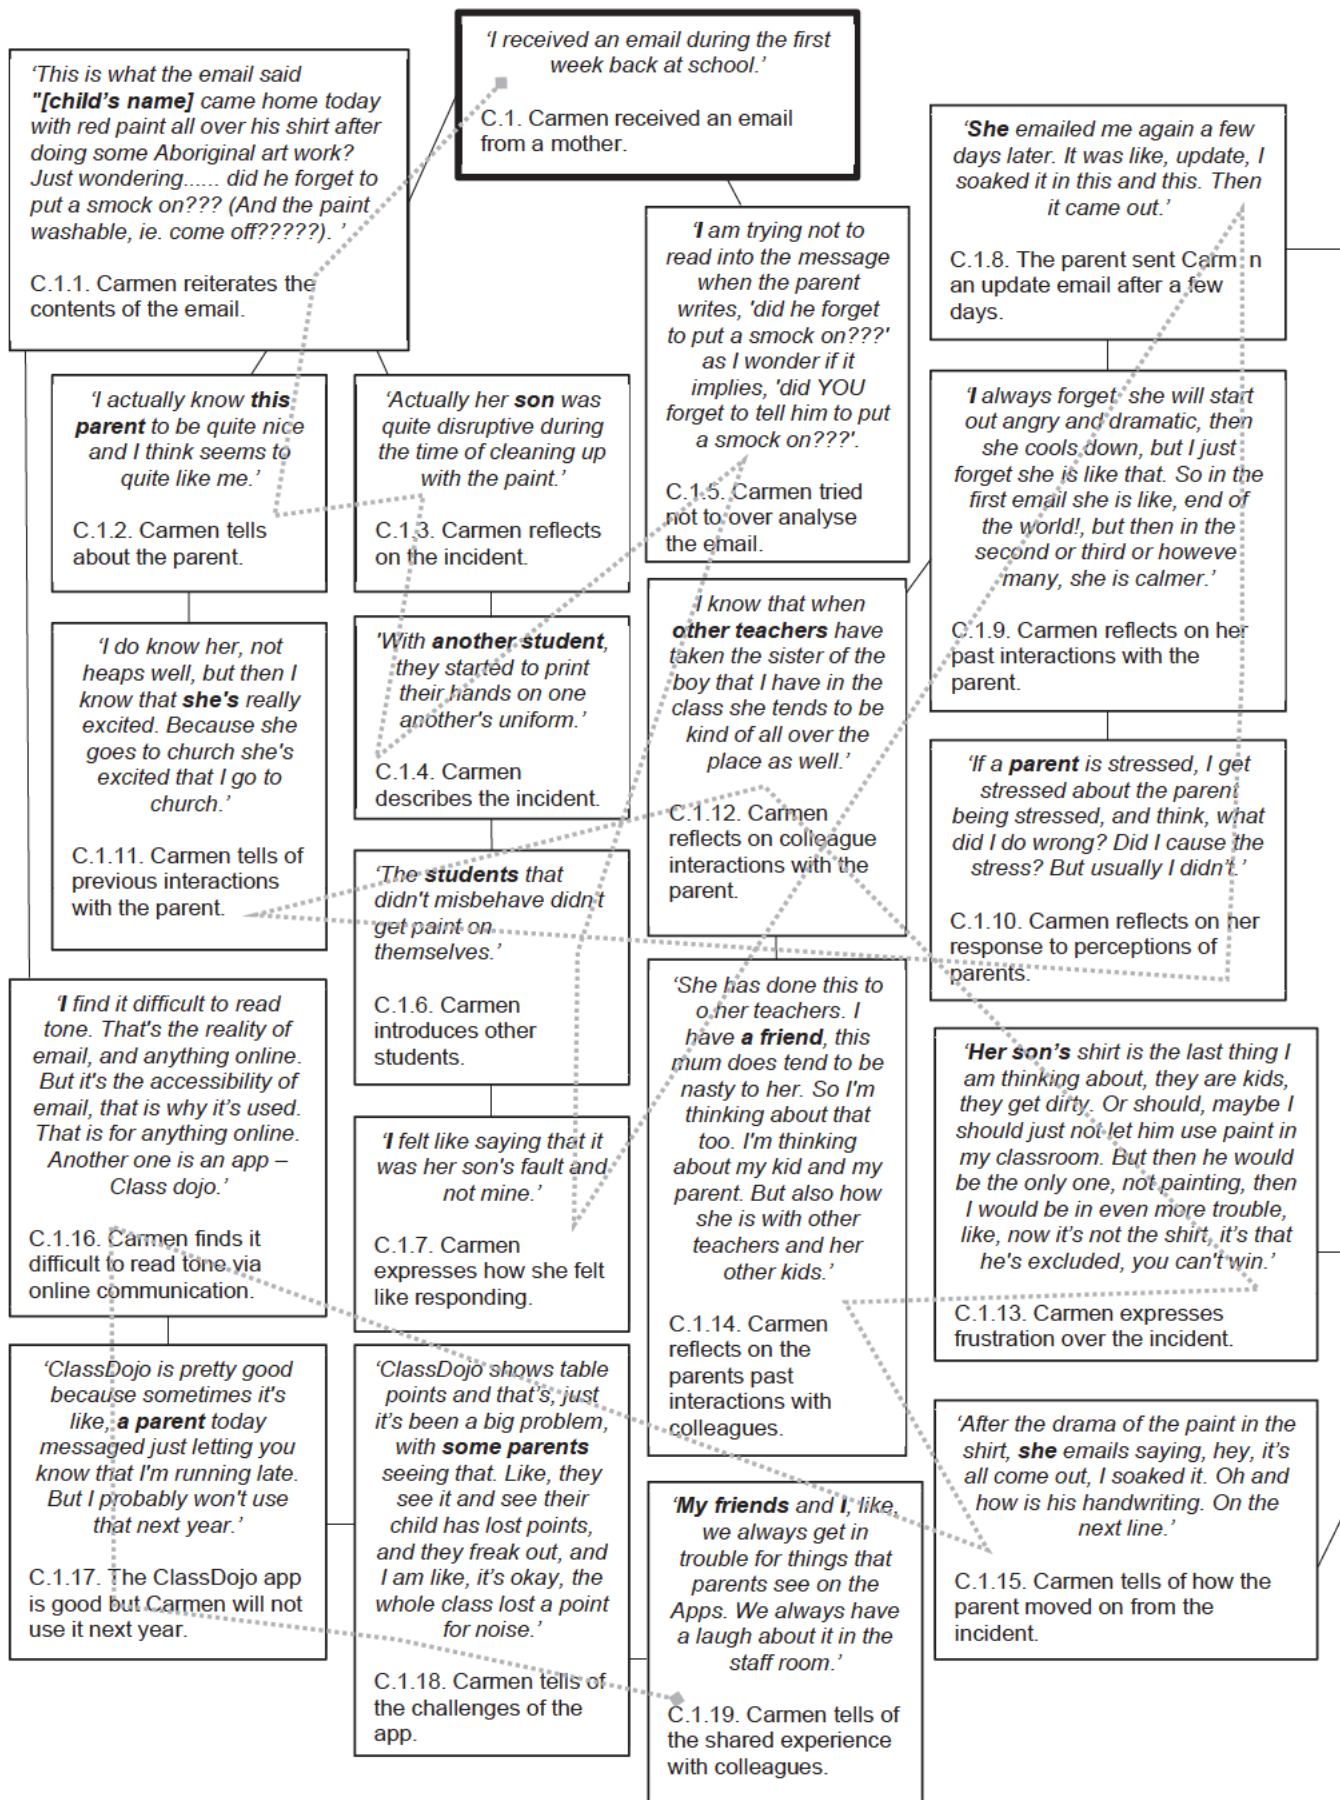 ‘I received an email during the first
week back at school.’
C.1. Carmen received an email
from a mother.
‘This is what the email said
"[child’s name] came home today
with red paint all over his shirt after
doing some Aboriginal art work?
Just wondering...... did he forget to
put a smock on??? (And the paint
washable, ie. come off?????). ’
C.1.1. Carmen reiterates the
contents of the email.
‘I actually know this
parent to be quite nice
and I think seems to
quite like me.’
C.1.2. Carmen tells
about the parent.
‘Actually her son was
quite disruptive during
the time of cleaning up
with the paint.’
C.1.3. Carmen reflects
on the incident.
'With another student,
they started to print
their hands on one
another's uniform.’
C.1.4. Carmen
describes the incident.
‘I am trying not to
read into the message
when the parent
writes, 'did he forget
to put a smock on???'
as I wonder if it
implies, 'did YOU
forget to tell him to put
a smock on???'.
C.1.5. Carmen tried
not to over analyse
the email.
‘The students that
didn't misbehave didn't
get paint on
themselves.’
C.1.6. Carmen
introduces other
students.
‘I felt like saying that it
was her son's fault and
not mine.’
C.1.7. Carmen
expresses how she felt
like responding.
‘She emailed me again a few
days later. It was like, update, I
soaked it in this and this. Then
it came out.’
C.1.8. The parent sent Carm n
an update email after a few
days.
‘I always forget she will start
out angry and dramatic, then
she cools down, but I just
forget she is like that. So in the
first email she is like, end of
the world!, but then in the
second or third or howeve
many, she is calmer.’
C.1.9. Carmen reflects on her
past interactions with the
parent.
‘If a parent is stressed, I get
stressed about the parent
being stressed, and think, what
did I do wrong? Did I cause the
stress? But usually I didn’t.’
C.1.10. Carmen reflects on her
response to perceptions of
parents.
‘I do know her, not
heaps well, but then I
know that she's really
excited. Because she
goes to church she's
excited that I go to
church.’
C.1.11. Carmen tells of
previous interactions
with the parent.
I know that when
other teachers have
taken the sister of the
boy that I have in the
class she tends to be
kind of all over the
place as well.’
C.1.12. Carmen
reflects on colleague
interactions with the
parent.
‘Her son’s shirt is the last thing I
am thinking about, they are kids,
they get dirty. Or should, maybe I
should just not let him use paint in
my classroom. But then he would
be the only one, not painting, then
I would be in even more trouble,
like, now it’s not the shirt, it’s that
he's excluded, you can’t win.’
C.1.13. Carmen expresses
frustration over the incident.
‘She has done this to
o her teachers. I
have a friend, this
mum does tend to be
nasty to her. So I'm
thinking about that
too. I'm thinking
about my kid and my
parent. But also how
she is with other
teachers and her
other kids.’
C.1.14. Carmen
reflects on the
parents past
interactions with
colleagues.
‘After the drama of the paint in the
shirt, she emails saying, hey, it’s
all come out, I soaked it. Oh and
how is his handwriting. On the
next line.’
C.1.15. Carmen tells of how the
parent moved on from the
incident.
‘I find it difficult to read
tone. That's the reality of
email, and anything online.
But it's the accessibility of
email, that is why it’s used.
That is for anything online.
Another one is an app –
Class dojo.’
C.1.16. Carmen finds it
difficult to read tone via
online communication.
‘ClassDojo is pretty good
because sometimes it's
like, a parent today
messaged just letting you
know that I'm running late.
But I probably won't use
that next year.’
C.1.17. The ClassDojo app
is good but Carmen will not
use it next year.
‘ClassDojo shows table
points and that’s, just
it’s been a big problem,
with some parents
seeing that. Like, they
see it and see their
child has lost points,
and they freak out, and
I am like, it’s okay, the
whole class lost a point
for noise.’
C.1.18. Carmen tells of
the challenges of the
app.
‘My friends and I, like,
we always get in
trouble for things that
parents see on the
Apps. We always have
a laugh about it in the
staff room.’
C.1.19. Carmen tells of
the shared experience
with colleagues.